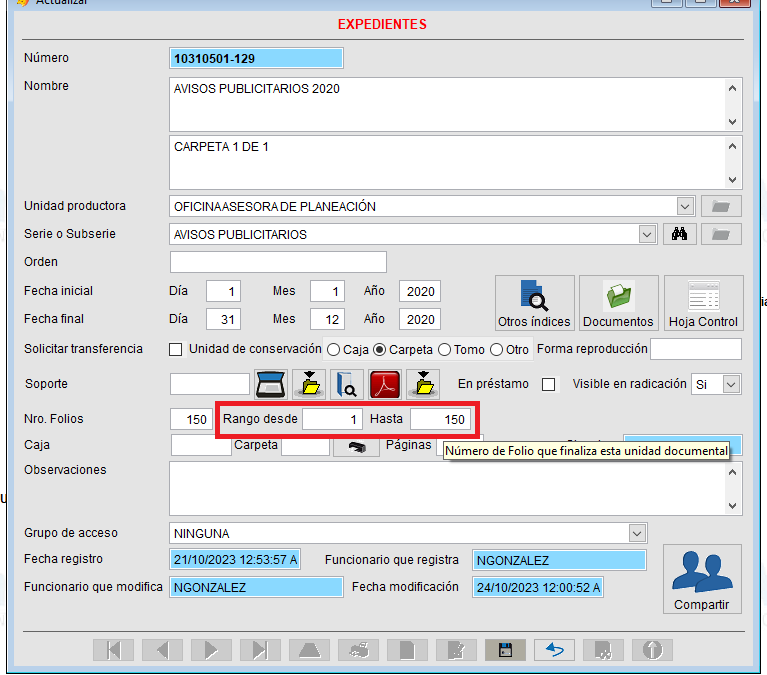 Actualizar
EXPEDIENTES
Número 10310501-129
Nombre AVISOS PUBLICITARIOS 2020
CARPETA 1 DE 1
Unidad productora OFICINA ASESORA DE PLANEACIÓN
Serie o Subserie AVISOS PUBLICITARIOS
Orden
Fecha inicial Día 1 Mes 1 Año 2020
Fecha final Día 31 Mes 12 Año 2020
Otros índices Documentos Hoja Control
Solicitar transferencia Unidad de conservación Caja Carpeta Tomo Otro Forma reproducción
Soporte En préstamo Visible en radicación Si
Nro. Folios 150 Rango desde 1 Hasta 150
Caja Carpeta Páginas
Número de Folio que finaliza esta unidad documental
Observaciones
Grupo de acceso NINGUNA
Fecha registro 21/10/2023 12:53:57 A Funcionario que registra NGONZALEZ
Funcionario que modifica NGONZALEZ Fecha modificación 24/10/2023 12:00:52 A
Compartir